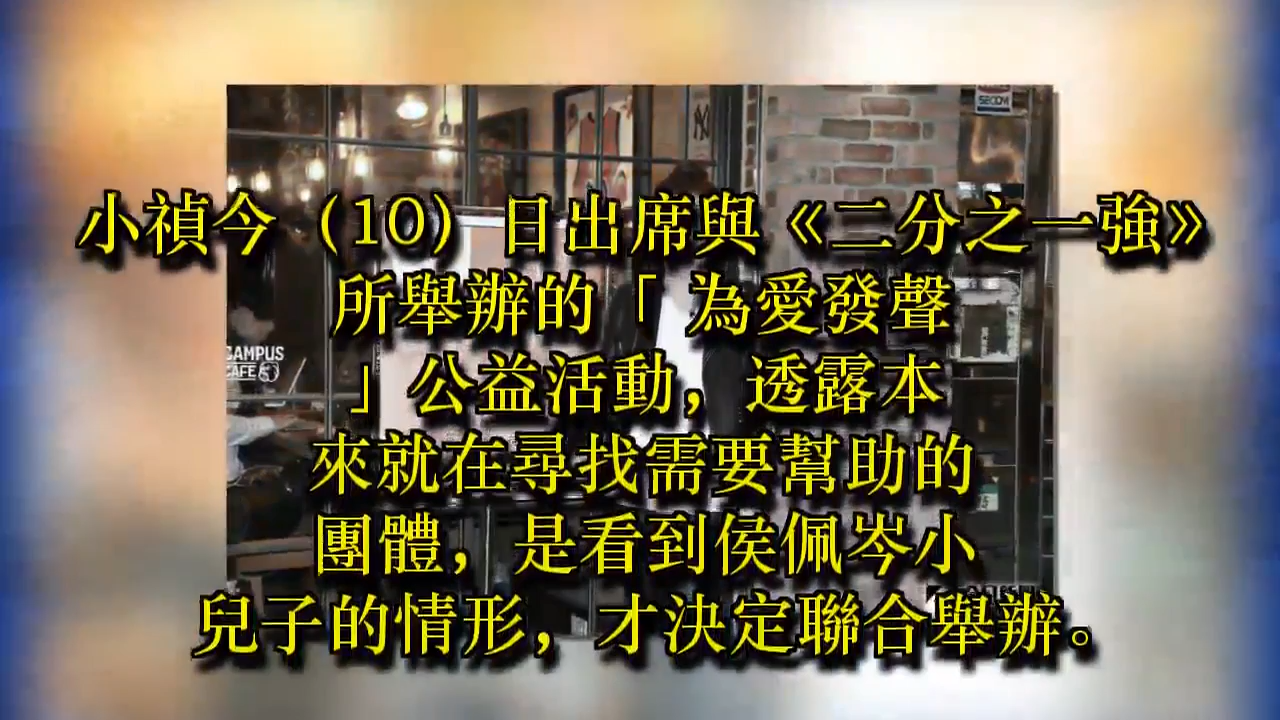 小禎今（10）日出席與《二分之一強》
所舉辦的「 為愛發聲
」公益活動，透露本
來就在尋找需要幫助的
團體，是看到侯佩岑小
兒子的情形，才決定聯合舉辦。
SECOM
CAMPUS
CAFE